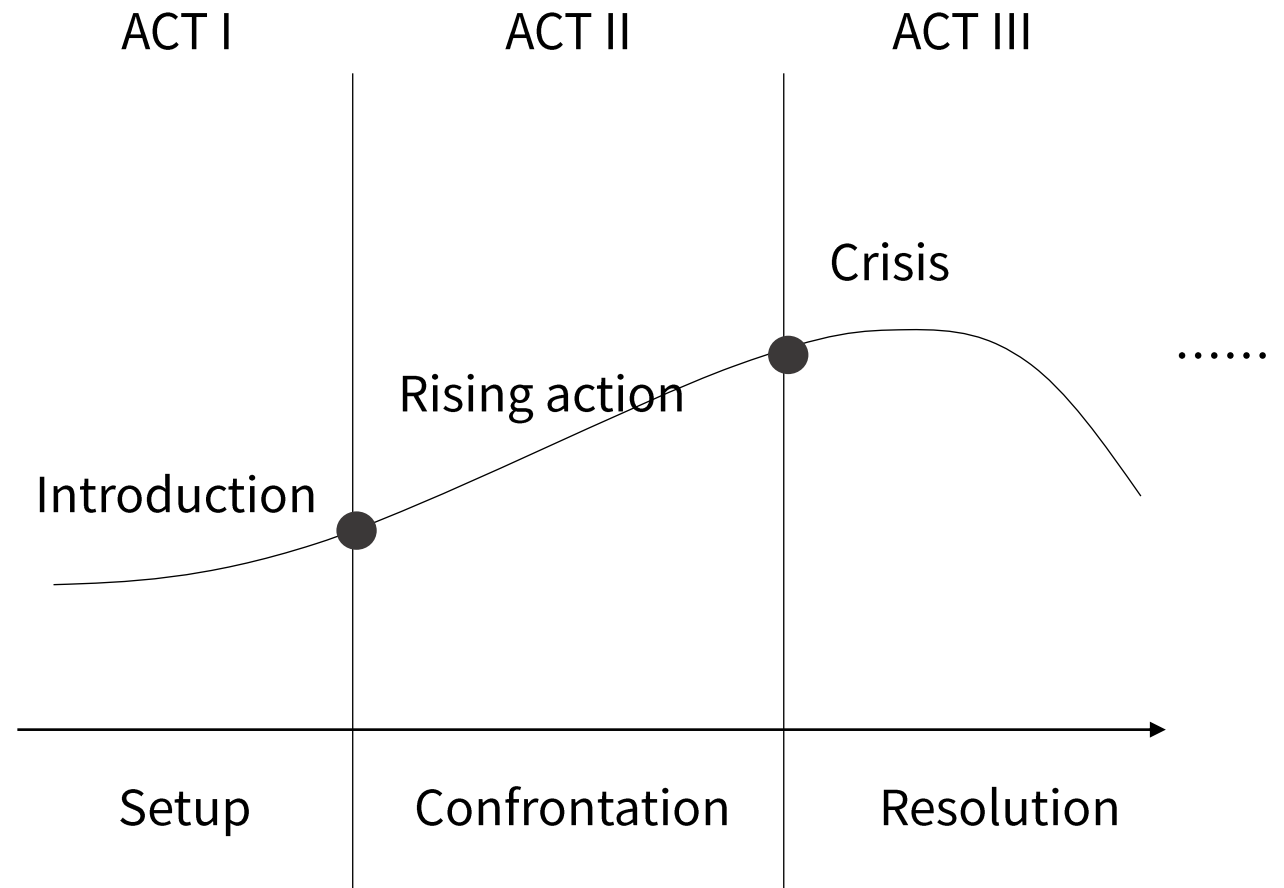 ACT I
ACT II
ACT III
Crisis
......
Rising action
Introduction
Setup
Confrontation
Resolution